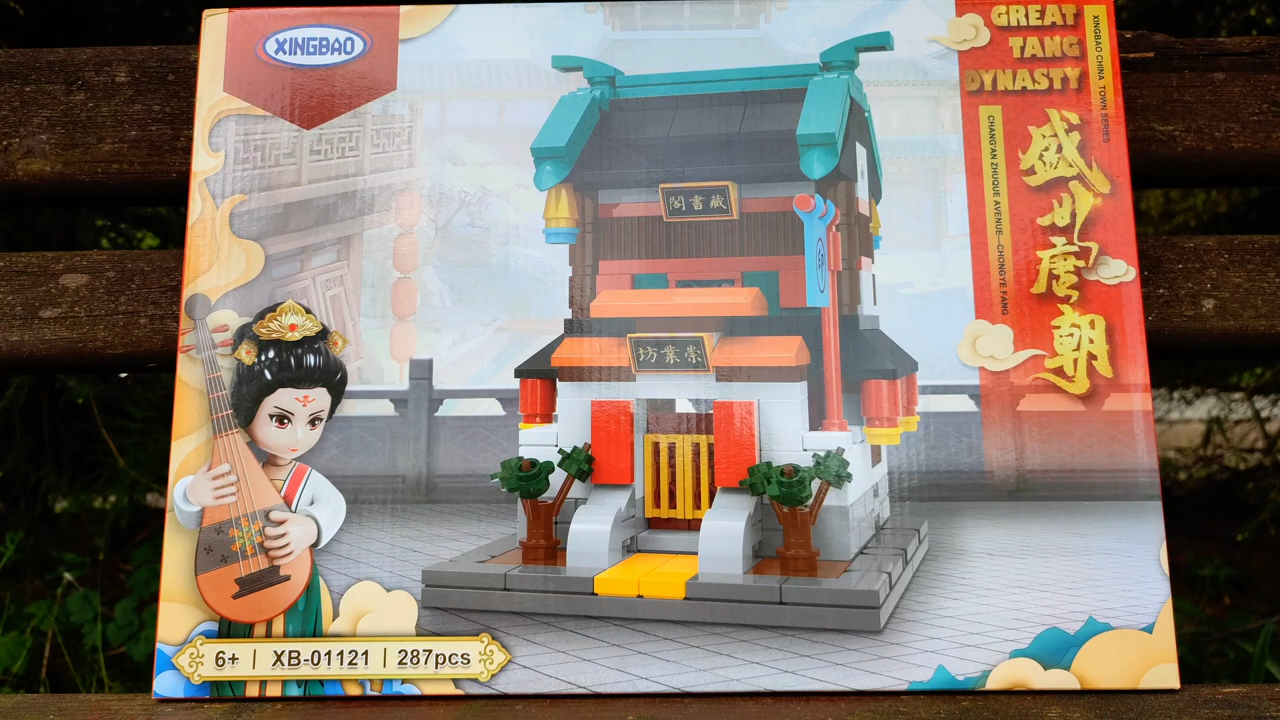 XINGBAO
GREAT
TANG
DYNASTY
XINGBAO CHINA TOWN SERIES
CHANG'AN ZHUQUE AVENUE—CHONGYE FANG
盛世唐朝
閣書藏
坊業崇
6+ | XB-01121 | 287pcs